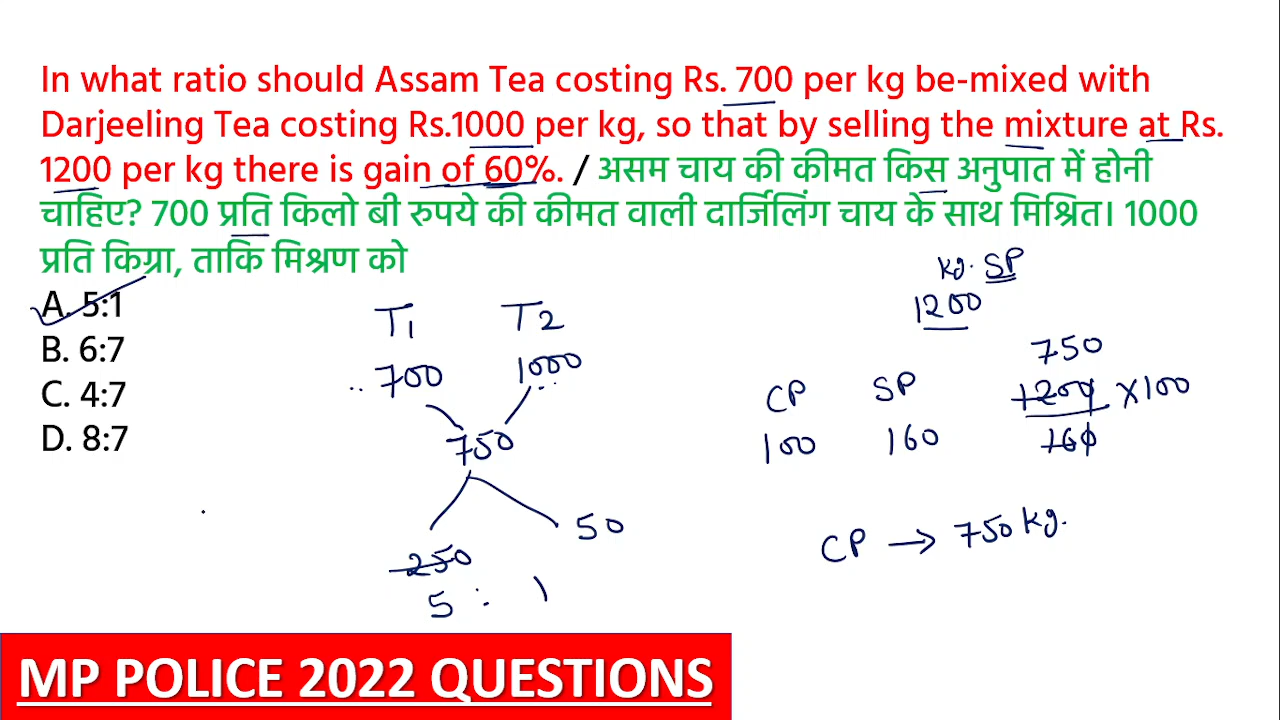 In what ratio should Assam Tea costing Rs. 700 per kg be-mixed with
Darjeeling Tea costing Rs.1000 per kg, so that by selling the mixture at Rs.
1200 per kg there is gain of 60%. / असम चाय की कीमत किस अनुपात में होनी
चाहिए? 700 प्रति किलो बी रुपये की कीमत वाली दार्जिलिंग चाय के साथ मिश्रित। 1000
प्रति किग्रा, ताकि मिश्रण को
A. 5:1
B. 6:7
C. 4:7
D. 8:7
T1 T2
700 1000
750
250 50
5 : 1
kg. SP
1200
CP SP
100 160
750
1200 x100
160
CP → 750 kg.
MP POLICE 2022 QUESTIONS